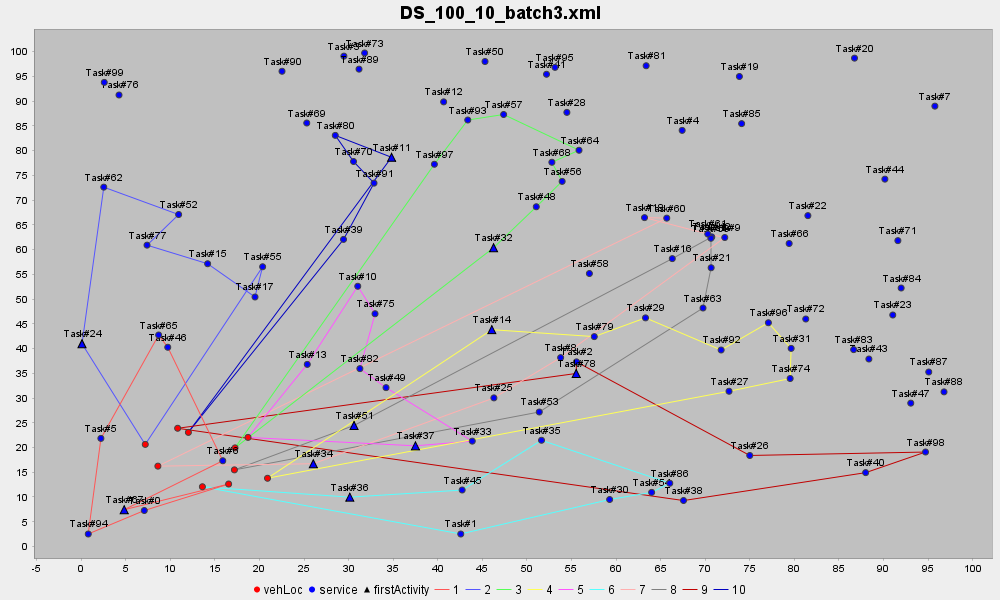 DS_100_10_batch3.xml
100
95
90
85
80
75
70
65
60
55
50
45
40
35
30
25
20
15
10
5
0
Task#73
Task#50
Task#95
Task#81
Task#20
Task#99
Task#90
Task#89
Task#19
Task#76
Task#12
Task#7
Task#69
Task#93
Task#57
Task#28
Task#85
Task#80
Task#4
Task#70
Task#11
Task#97
Task#68
Task#64
Task#91
Task#56
Task#44
Task#62
Task#48
Task#52
Task#60
Task#22
Task#77
Task#39
Task#32
Task#66
Task#71
Task#15
Task#55
Task#58
Task#16
Task#21
Task#17
Task#10
Task#63
Task#84
Task#75
Task#23
Task#24
Task#65
Task#46
Task#14
Task#79
Task#29
Task#96
Task#72
Task#13
Task#82
Task#2
Task#78
Task#92
Task#31
Task#83
Task#43
Task#49
Task#25
Task#27
Task#74
Task#87
Task#88
Task#47
Task#5
Task#51
Task#53
Task#6
Task#34
Task#37
Task#33
Task#35
Task#26
Task#98
Task#40
Task#0
Task#36
Task#45
Task#30
Task#54
Task#86
Task#38
Task#94
Task#1
-5 0 5 10 15 20 25 30 35 40 45 50 55 60 65 70 75 80 85 90 95 100
vehLoc service firstActivity 1 2 3 4 5 6 7 8 9 10